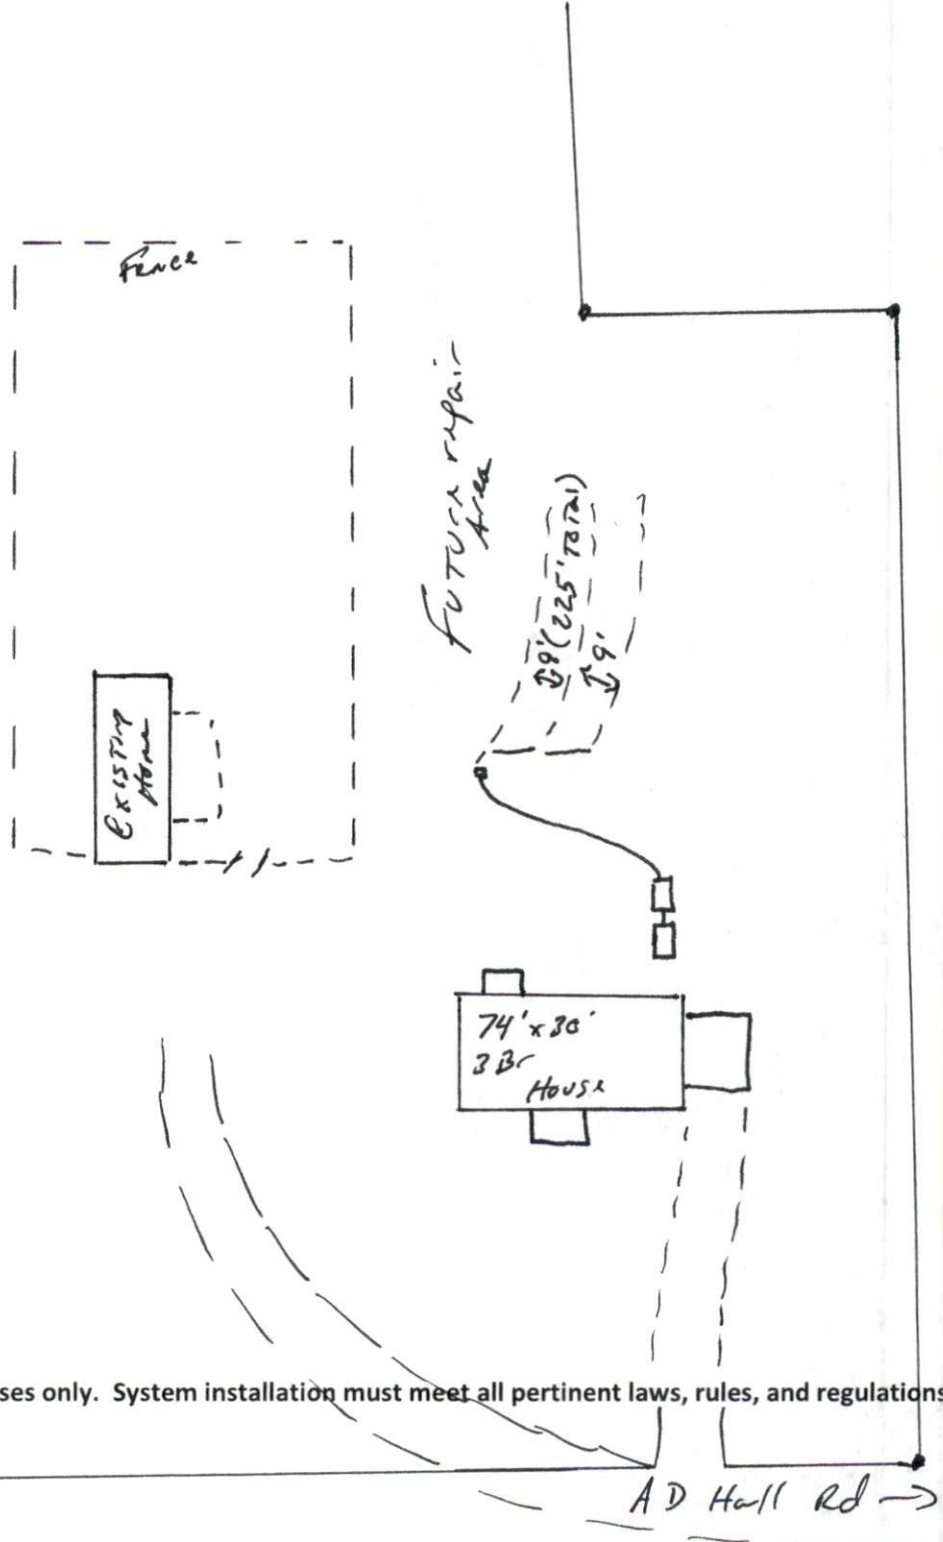 Fence
Future repair
Area
9' (225' Total)
9'
Existing
Home
74' x 30'
3 Br
House
ses only. System installation must meet all pertinent laws, rules, and regulations
AD Hall Rd →